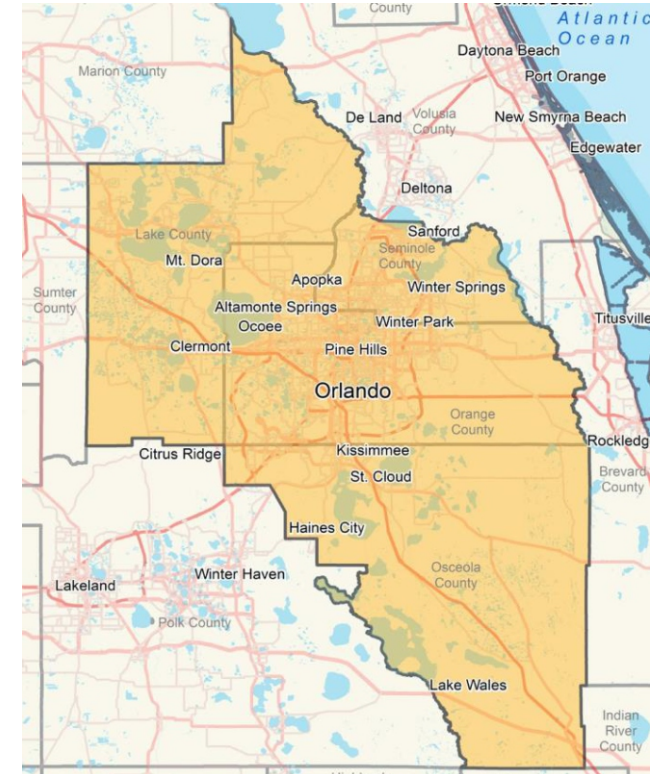 Atlantic
Ocean
County
Daytona Beach
Marion County
Port Orange
De Land
Volusia
County
New Smyrna Beach
Edgewater
Deltona
Lake County
Sanford
Seminole
County
Mt. Dora
Apopka
Winter Springs
Sumter
County
Altamonte Springs
Ocoee
Winter Park
Titusville
Clermont
Pine Hills
Orlando
Orange
County
Citrus Ridge
Kissimmee
Rockledg
St. Cloud
Brevard
County
Haines City
Osceola
County
Lakeland
Winter Haven
Polk County
Lake Wales
Indian
River
County